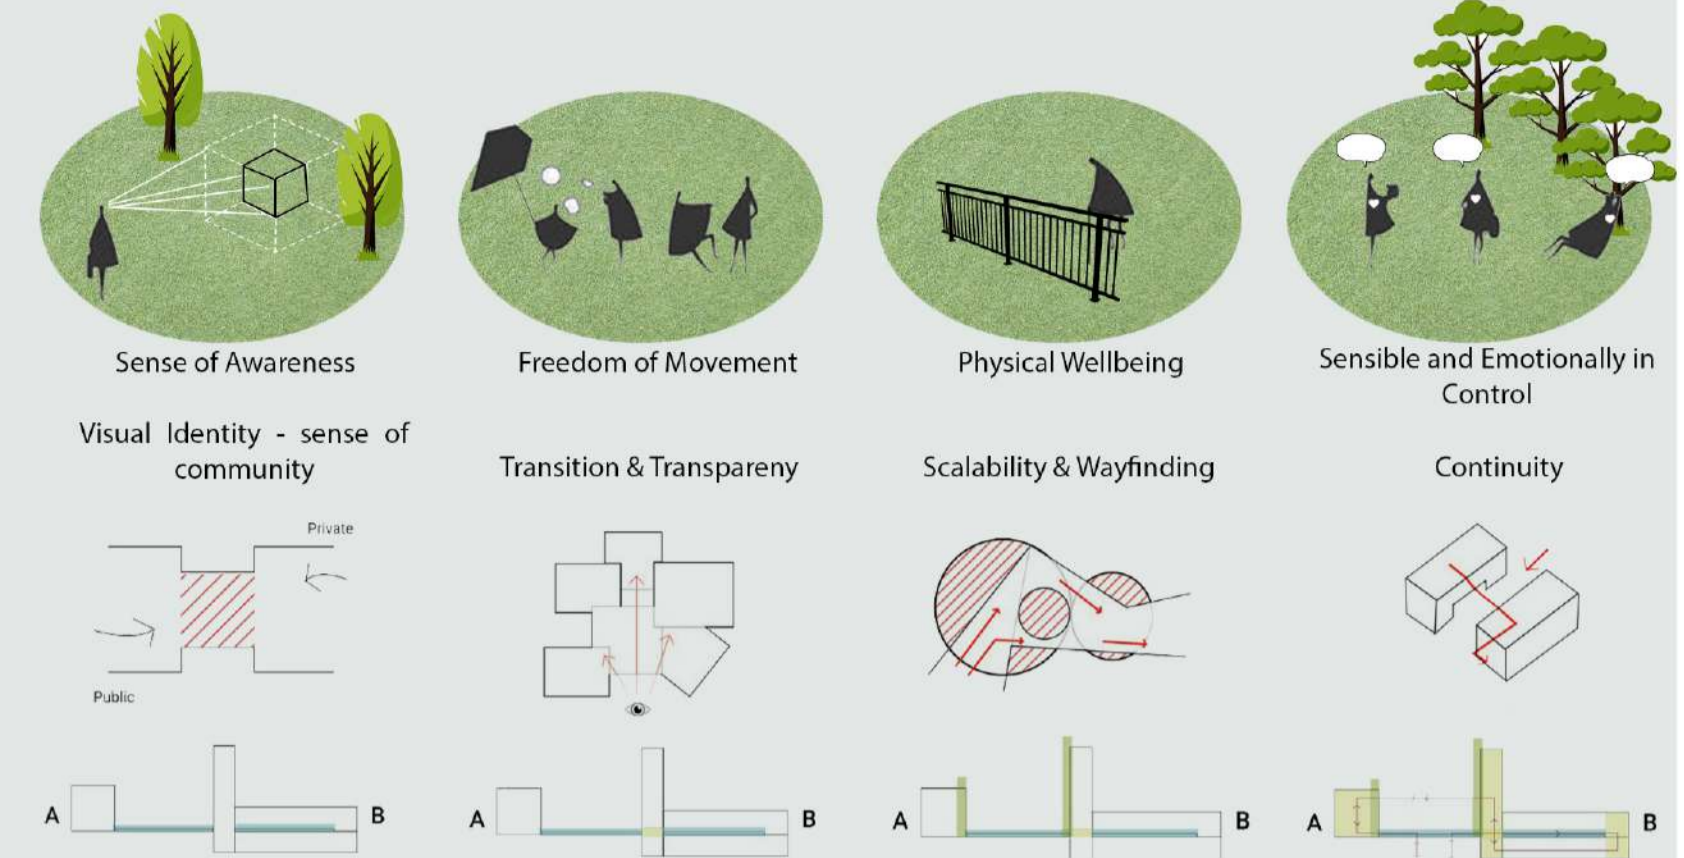 Sense of Awareness
Freedom of Movement
Physical Wellbeing
Sensible and Emotionally in
Control
Visual Identity - sense of
community
Transition & Transpareny
Scalability & Wayfinding
Continuity
Private
Public
A
B
A
B
A
B
A
B